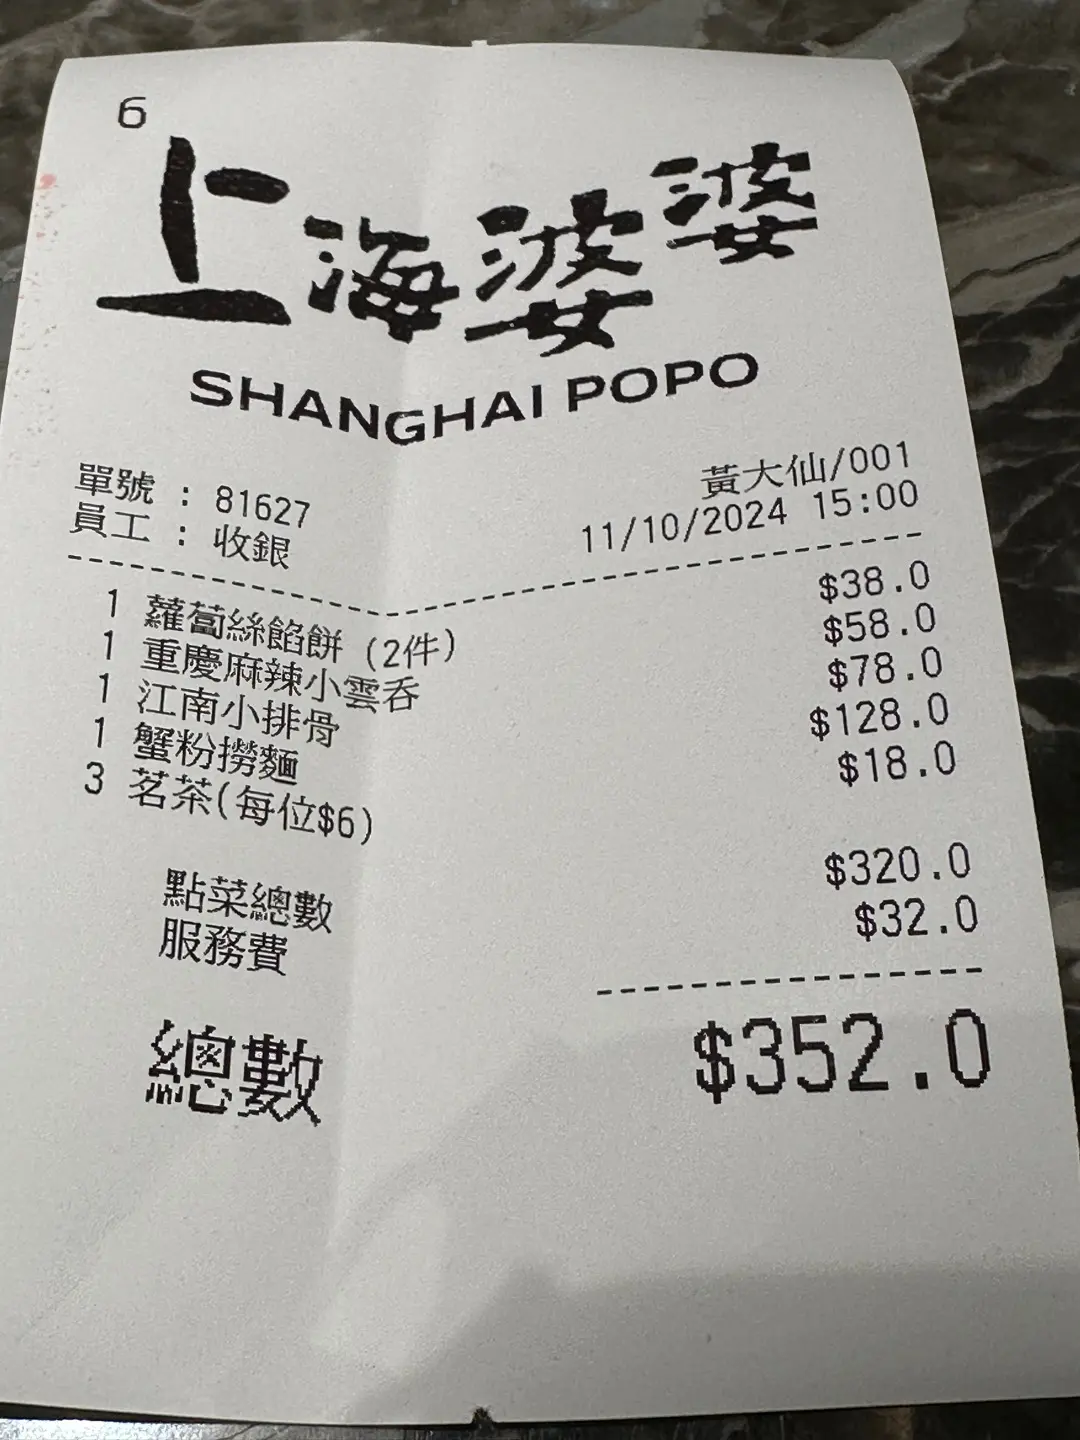 6
上海婆婆
SHANGHAI POPO
黃大仙/001
單號 : 81627
11/10/2024 15:00
員工 : 收銀
1 蘿蔔絲餡餅 (2件) $38.0
1 重慶麻辣小雲吞 $58.0
1 江南小排骨 $78.0
1 蟹粉撈麵 $128.0
3 茗茶(每位$6) $18.0
點菜總數 $320.0
服務費 $32.0
總數 $352.0